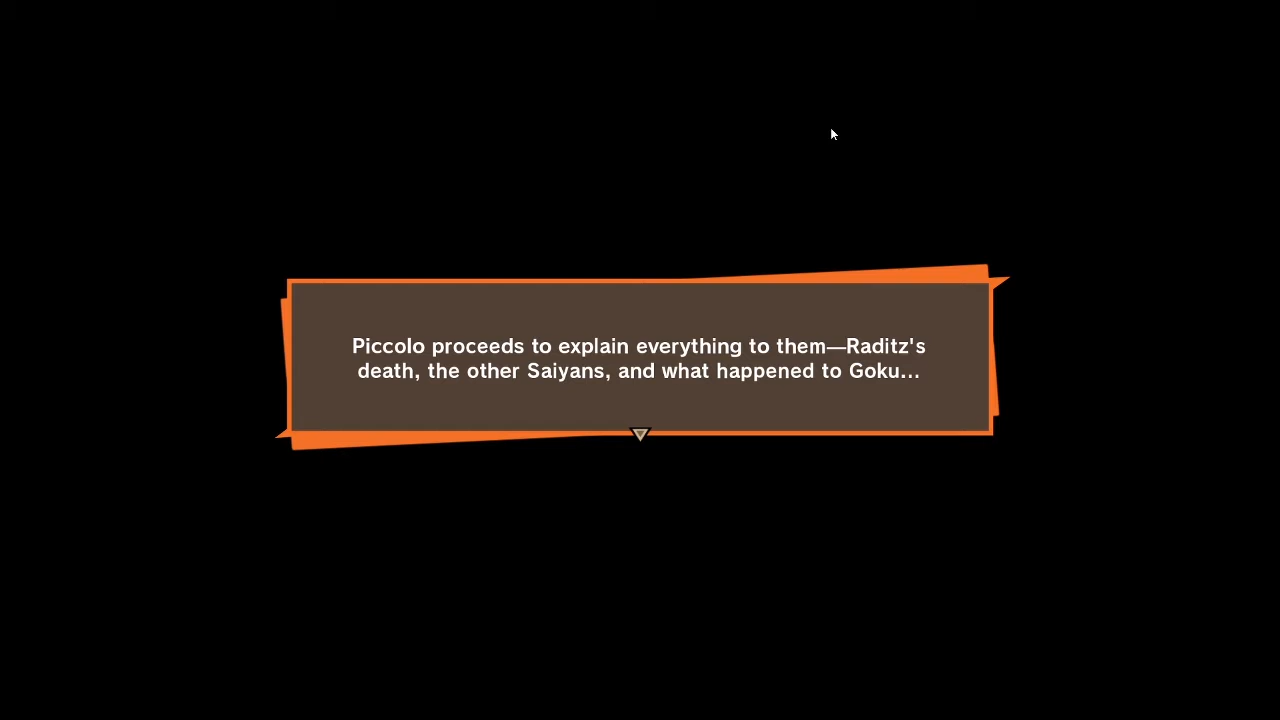 Piccolo proceeds to explain everything to them—Raditz's
death, the other Saiyans, and what happened to Goku...